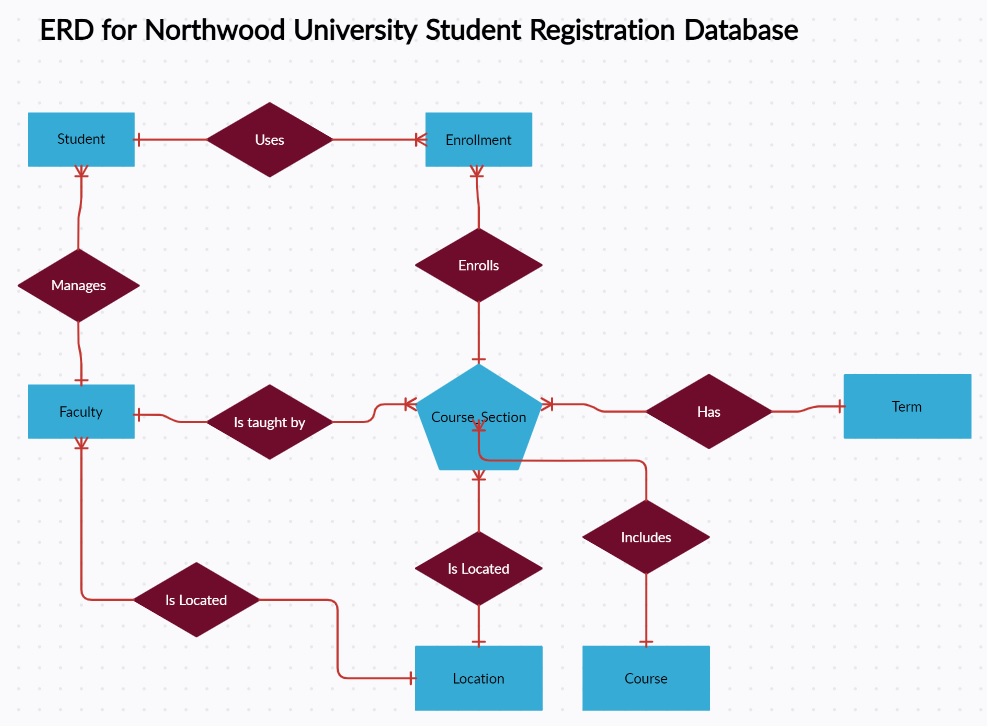 ERD for Northwood University Student Registration Database
Student
Uses
Enrollment
Enrolls
Manages
Faculty
Is taught by
Course_Section
Has
Term
Includes
Is Located
Is Located
Location
Course